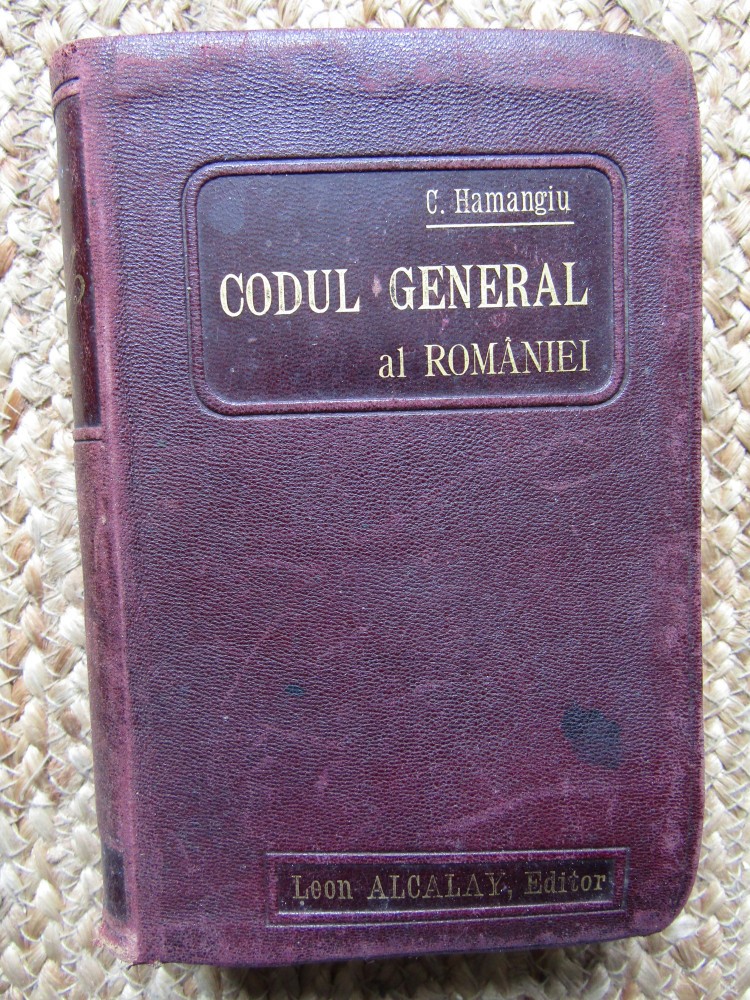 C. Hamangiu
CODUL GENERAL
al ROMÂNIEI
Leon ALCALAY, Editor